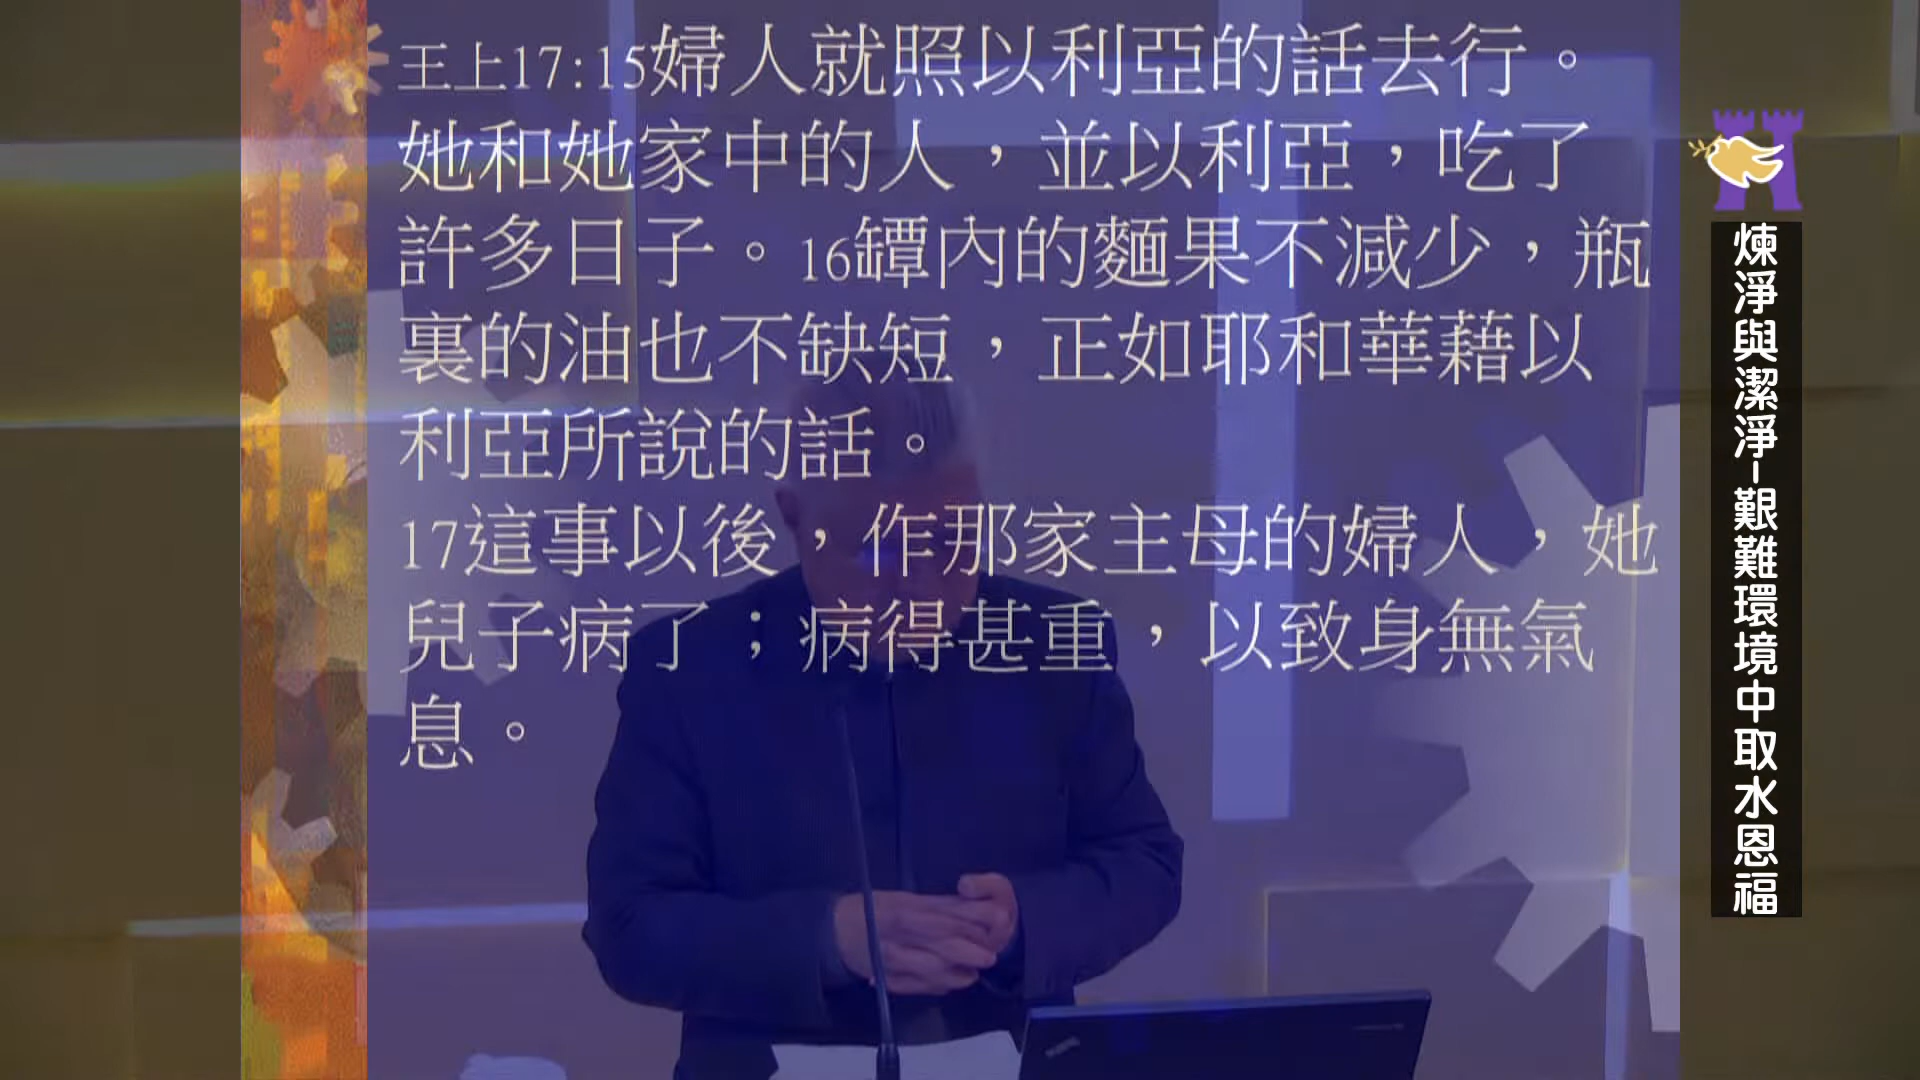 王上17:15婦人就照以利亞的話去行。
她和她家中的人，並以利亞，吃了
許多日子。16罈內的麵果不減少，瓶
裏的油也不缺短，正如耶和華藉以
利亞所說的話。
17這事以後，作那家主母的婦人，她
兒子病了；病得甚重，以致身無氣
息。
煉淨與潔淨-艱難環境中取水恩福